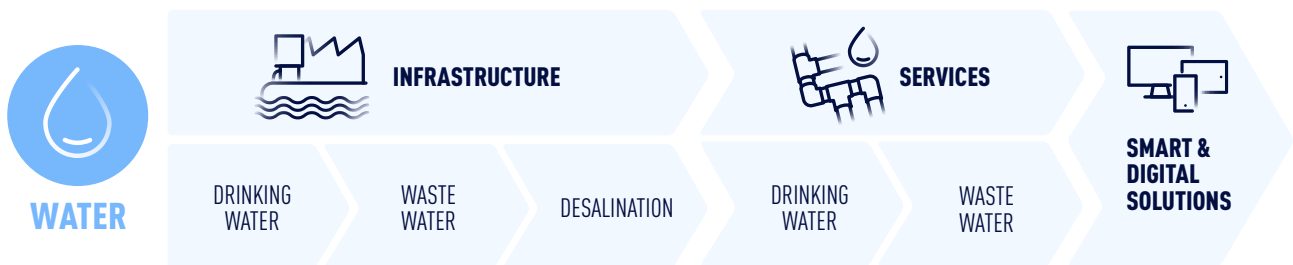 WATER
INFRASTRUCTURE
DRINKING
WATER
WASTE
WATER
DESALINATION
SERVICES
DRINKING
WATER
WASTE
WATER
SMART &
DIGITAL
SOLUTIONS